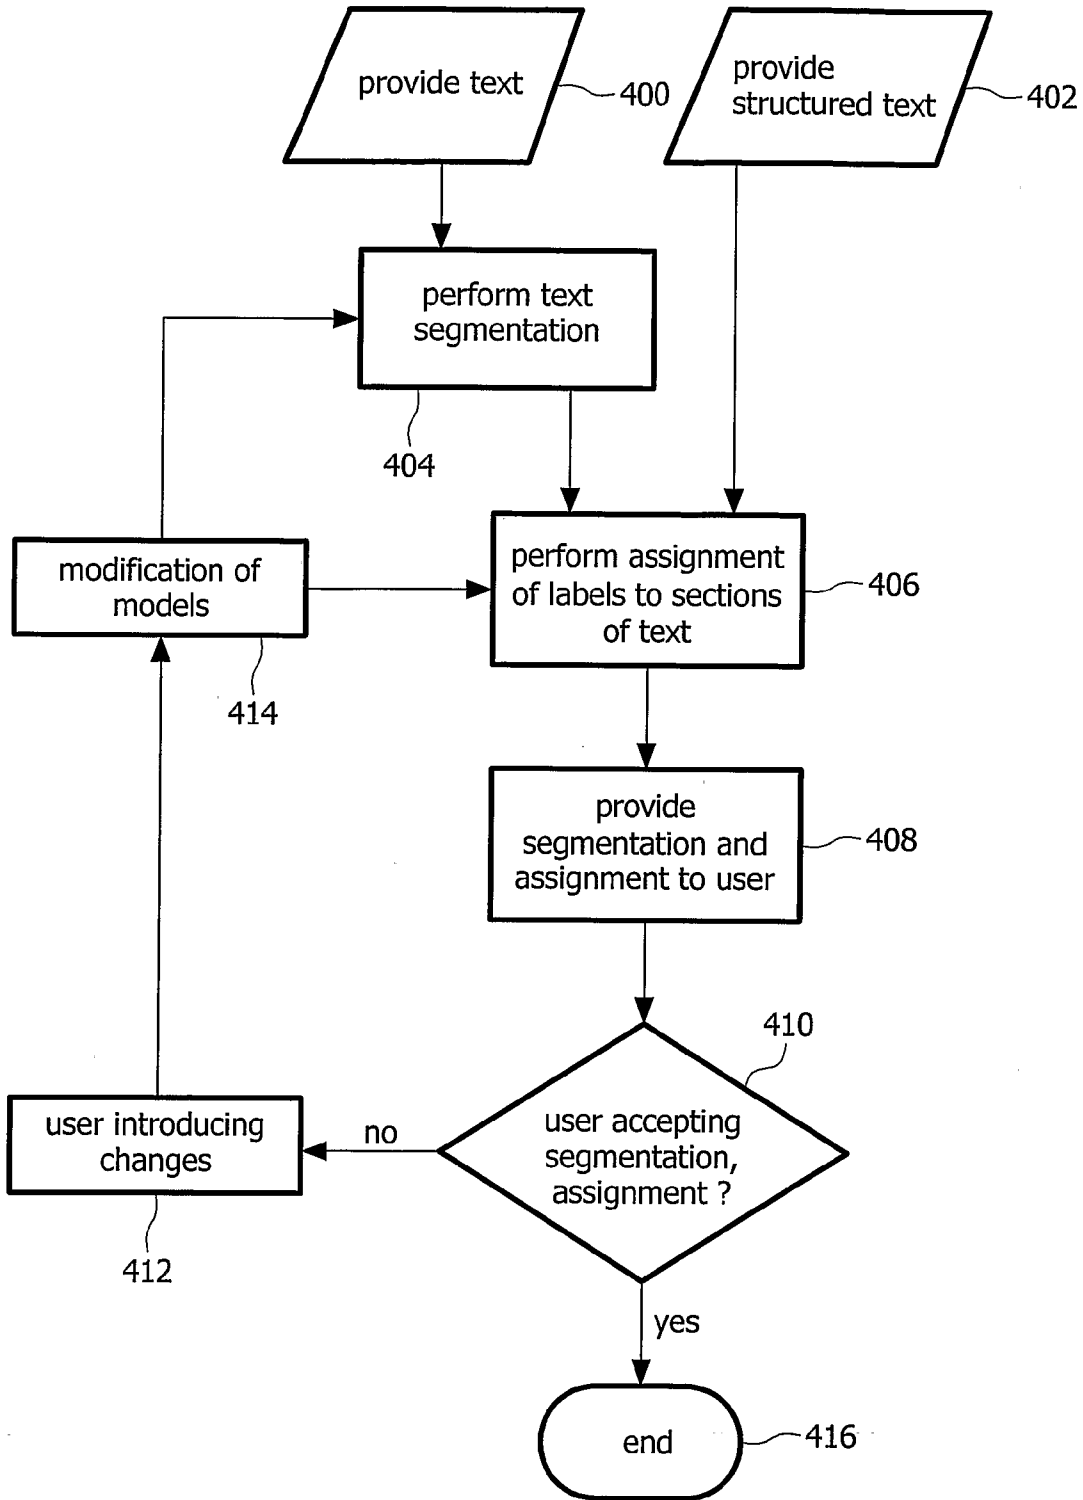 provide text
400
provide
structured text
402
perform text
segmentation
404
modification of
models
414
perform assignment
of labels to sections
of text
406
provide
segmentation and
assignment to user
408
410
user accepting
segmentation,
assignment ?
no
user introducing
changes
412
yes
end
416